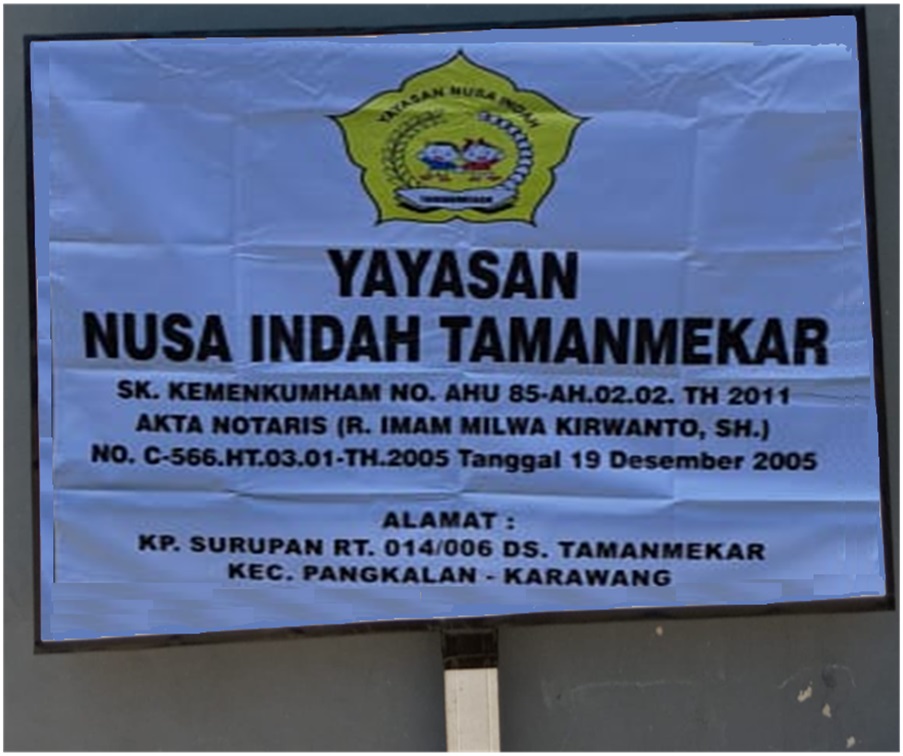 YAYASAN NUSA INDAH
TAMANMEKAR
YAYASAN
NUSA INDAH TAMANMEKAR
SK. KEMENKUMHAM NO. AHU 85-AH.02.02. TH 2011
AKTA NOTARIS (R. IMAM MILWA KIRWANTO, SH.)
NO. C-566.HT.03.01-TH.2005 Tanggal 19 Desember 2005
ALAMAT :
KP. SURUPAN RT. 014/006 DS. TAMANMEKAR
KEC. PANGKALAN - KARAWANG